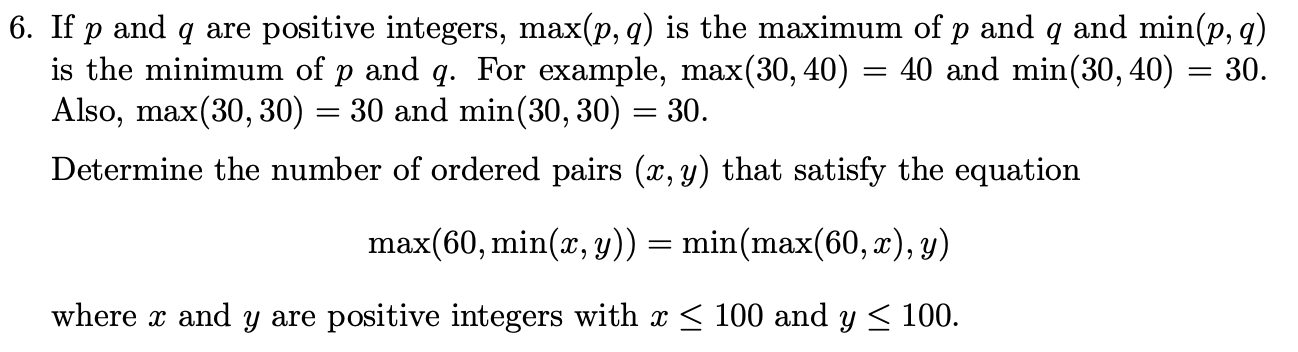 6. If p and q are positive integers, max(p, q) is the maximum of p and q and min(p, q)
is the minimum of p and q. For example, max(30, 40) = 40 and min(30, 40) = 30.
Also, max(30, 30) = 30 and min(30, 30) = 30.
Determine the number of ordered pairs (x, y) that satisfy the equation
max(60, min(x, y)) = min(max(60, x), y)
where x and y are positive integers with x ≤ 100 and y ≤ 100.